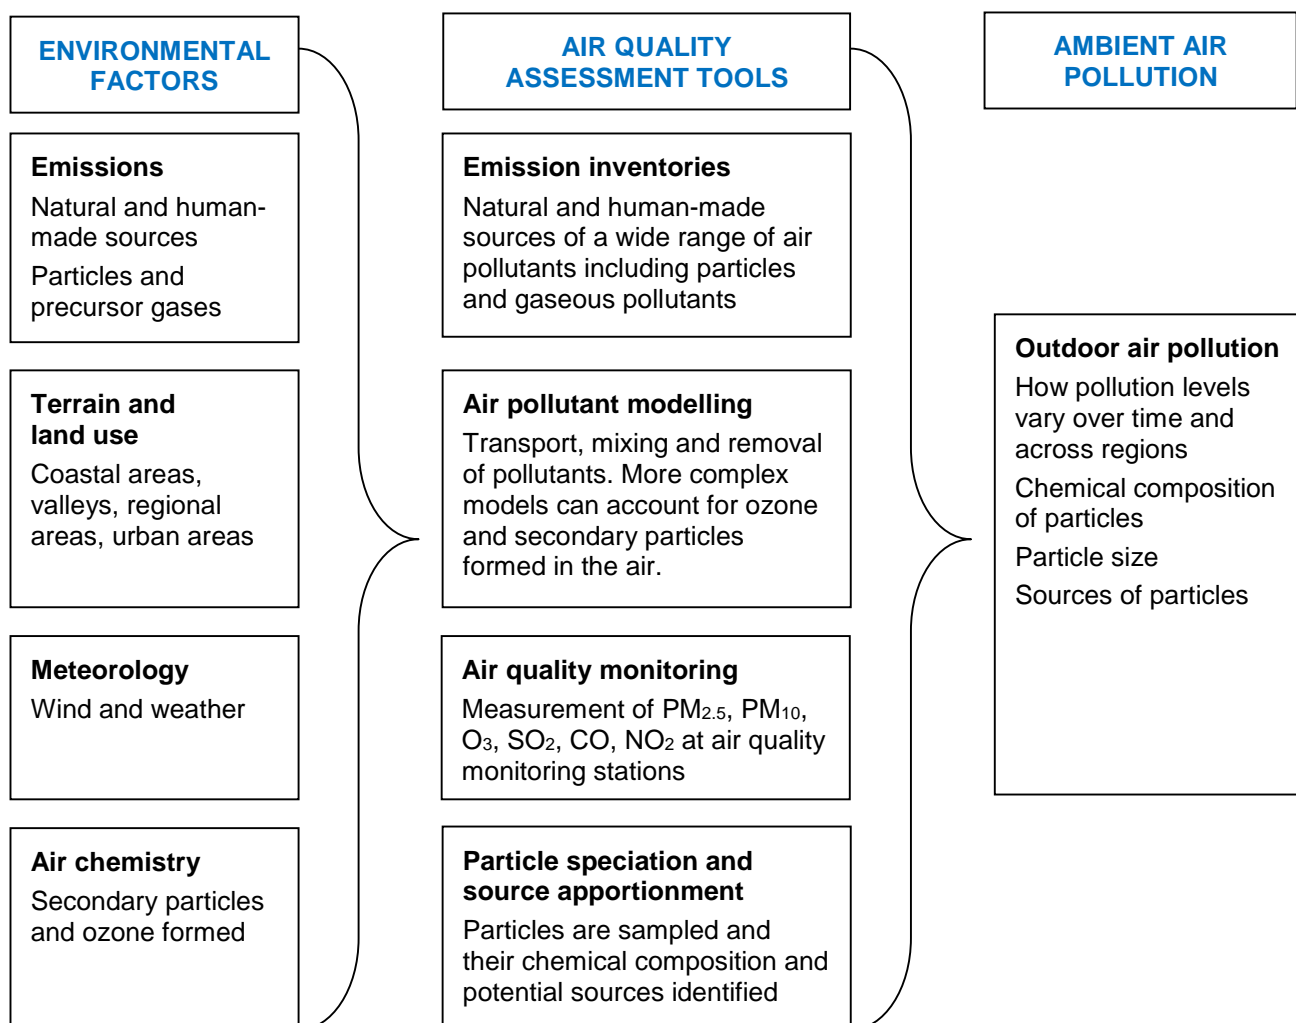 ENVIRONMENTAL
FACTORS
Emissions
Natural and human-
made sources
Particles and
precursor gases
Terrain and
land use
Coastal areas,
valleys, regional
areas, urban areas
Meteorology
Wind and weather
Air chemistry
Secondary particles
and ozone formed
AIR QUALITY
ASSESSMENT TOOLS
Emission inventories
Natural and human-made
sources of a wide range of air
pollutants including particles
and gaseous pollutants
Air pollutant modelling
Transport, mixing and removal
of pollutants. More complex
models can account for ozone
and secondary particles
formed in the air.
Air quality monitoring
Measurement of PM2.5, PM10,
O3, SO2, CO, NO2 at air quality
monitoring stations
Particle speciation and
source apportionment
Particles are sampled and
their chemical composition and
potential sources identified
AMBIENT AIR
POLLUTION
Outdoor air pollution
How pollution levels
vary over time and
across regions
Chemical composition
of particles
Particle size
Sources of particles